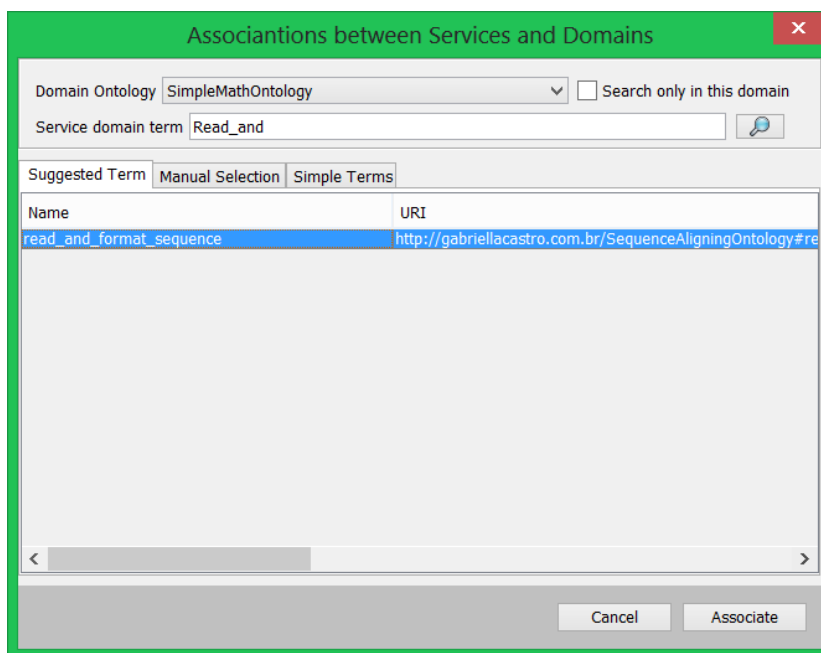 Associantions between Services and Domains
Domain Ontology SimpleMathOntology Search only in this domain
Service domain term Read_and
Suggested Term Manual Selection Simple Terms
Name URI
read_and_format_sequence http://gabriellacastro.com.br/SequenceAligningOntology#re
Cancel Associate